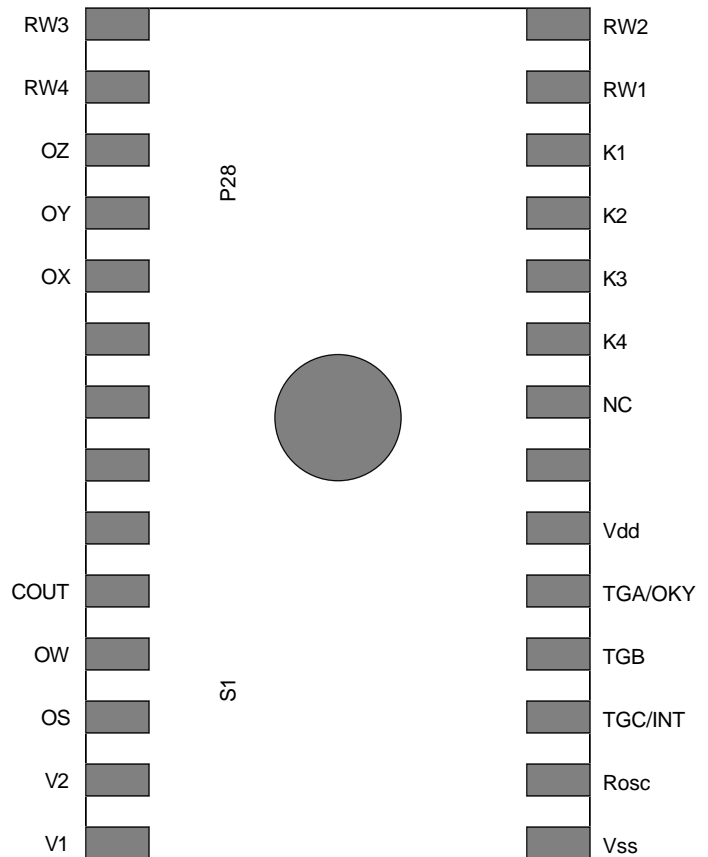 RW3 RW2
RW4 RW1
OZ K1
P28
OY K2
OX K3
K4
NC
Vdd
COUT TGA/OKY
OW TGB
S1
OS TGC/INT
V2 Rosc
V1 Vss